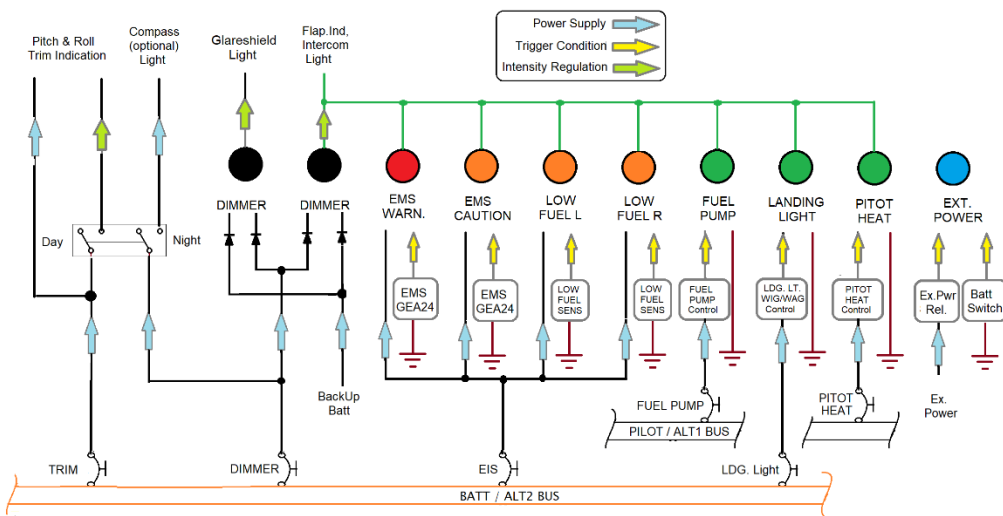 Pitch & Roll
Trim Indication
Compass
(optional)
Light
Glareshield
Light
Flap.Ind,
Intercom
Light
Power Supply
Trigger Condition
Intensity Regulation
DIMMER
DIMMER
EMS
WARN.
EMS
CAUTION
LOW
FUEL L
LOW
FUEL R
FUEL
PUMP
LANDING
LIGHT
PITOT
HEAT
EXT.
POWER
Day
Night
EMS
GEA24
EMS
GEA24
LOW
FUEL
SENS
LOW
FUEL
SENS
FUEL
PUMP
Control
LDG. LT.
WIG/WAG
Control
PITOT
HEAT
Control
Ex.Pwr
Rel.
Batt
Switch
BackUp
Batt
FUEL PUMP
PILOT / ALT1 BUS
PITOT
HEAT
Ex.
Power
TRIM
DIMMER
EIS
LDG. Light
BATT / ALT2 BUS